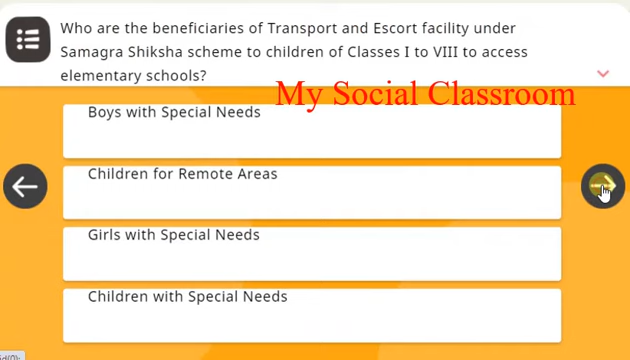 Who are the beneficiaries of Transport and Escort facility under
Samagra Shiksha scheme to children of Classes I to VIII to access
elementary schools?
My Social Classroom
Boys with Special Needs
Children for Remote Areas
Girls with Special Needs
Children with Special Needs